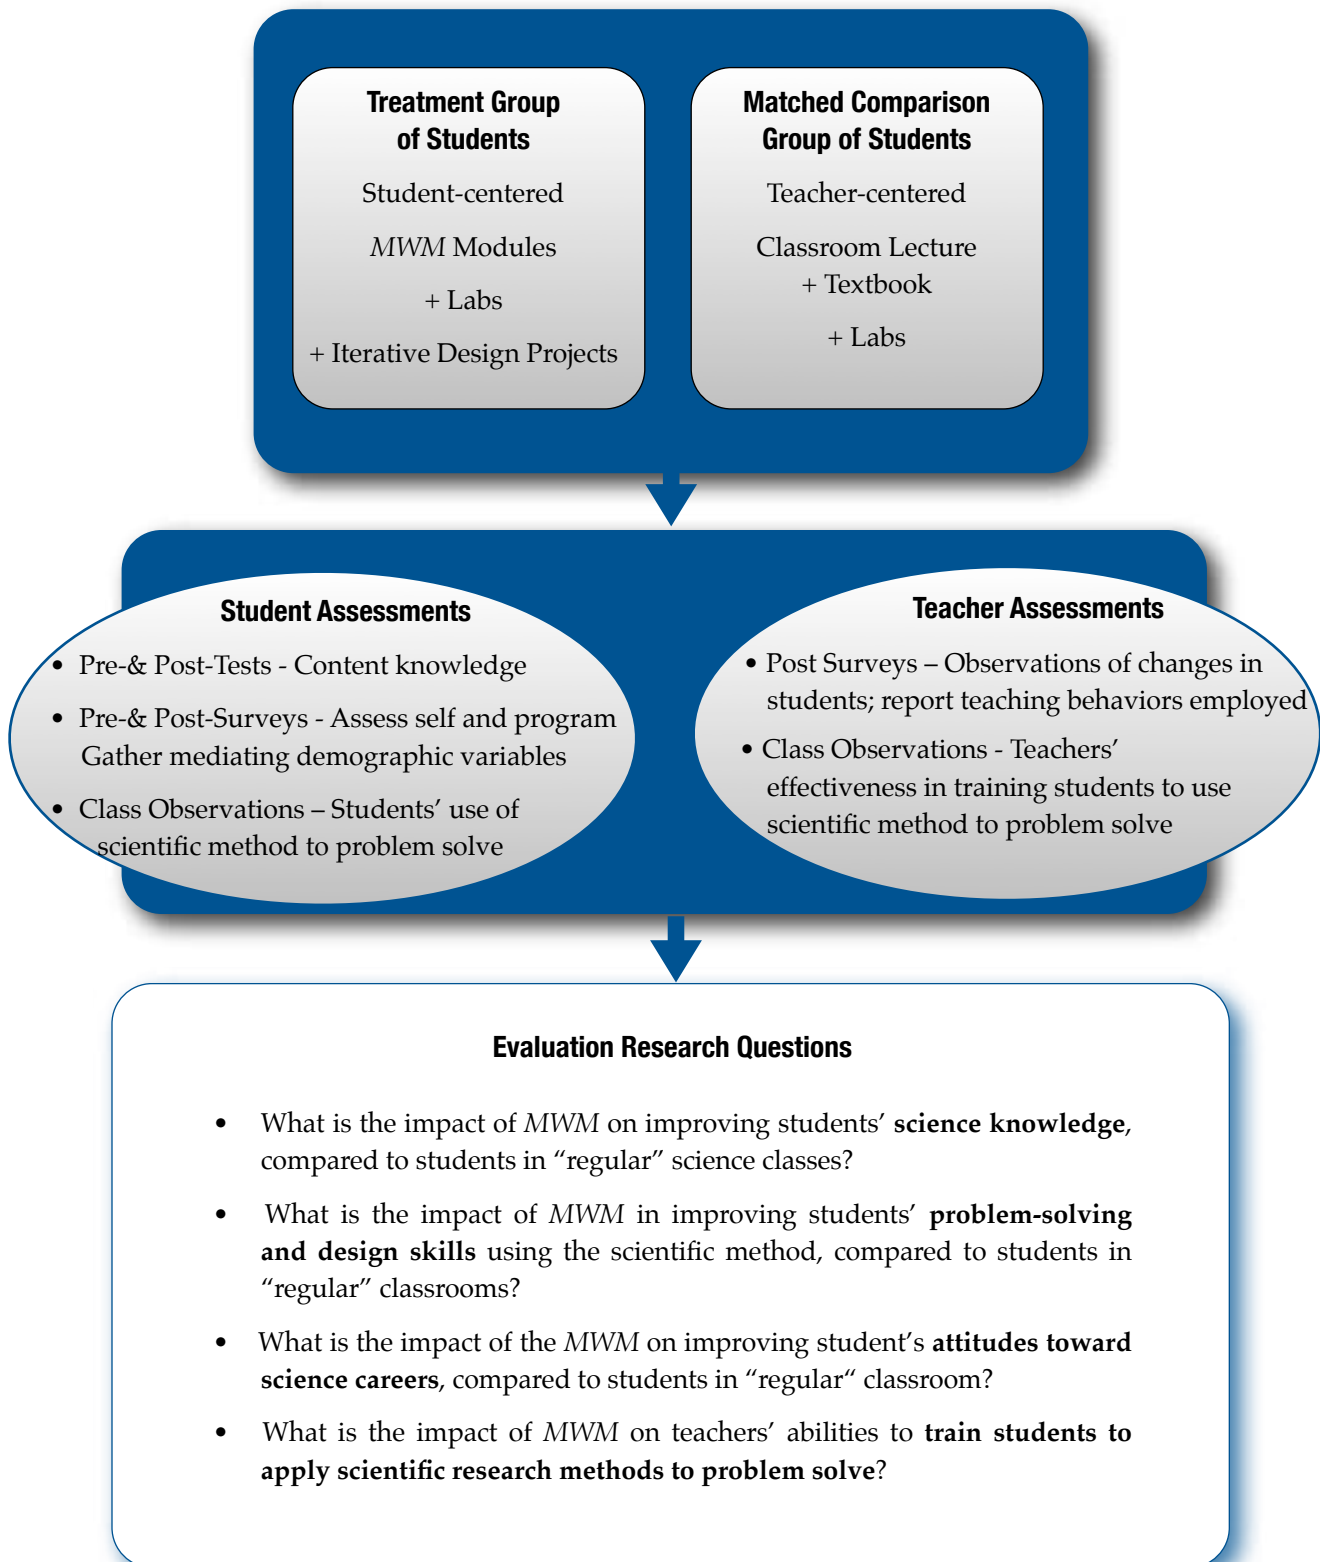 Treatment Group
of Students
Student-centered
MWM Modules
+ Labs
+ Iterative Design Projects
Matched Comparison
Group of Students
Teacher-centered
Classroom Lecture
+ Textbook
+ Labs
Student Assessments
• Pre-& Post-Tests - Content knowledge
• Pre-& Post-Surveys - Assess self and program
Gather mediating demographic variables
• Class Observations – Students’ use of
scientific method to problem solve
Teacher Assessments
• Post Surveys – Observations of changes in
students; report teaching behaviors employed
• Class Observations - Teachers’
effectiveness in training students to use
scientific method to problem solve
Evaluation Research Questions
• What is the impact of MWM on improving students’ science knowledge,
compared to students in “regular” science classes?
• What is the impact of MWM in improving students’ problem-solving
and design skills using the scientific method, compared to students in
“regular” classrooms?
• What is the impact of the MWM on improving student’s attitudes toward
science careers, compared to students in “regular“ classroom?
• What is the impact of MWM on teachers’ abilities to train students to
apply scientific research methods to problem solve?